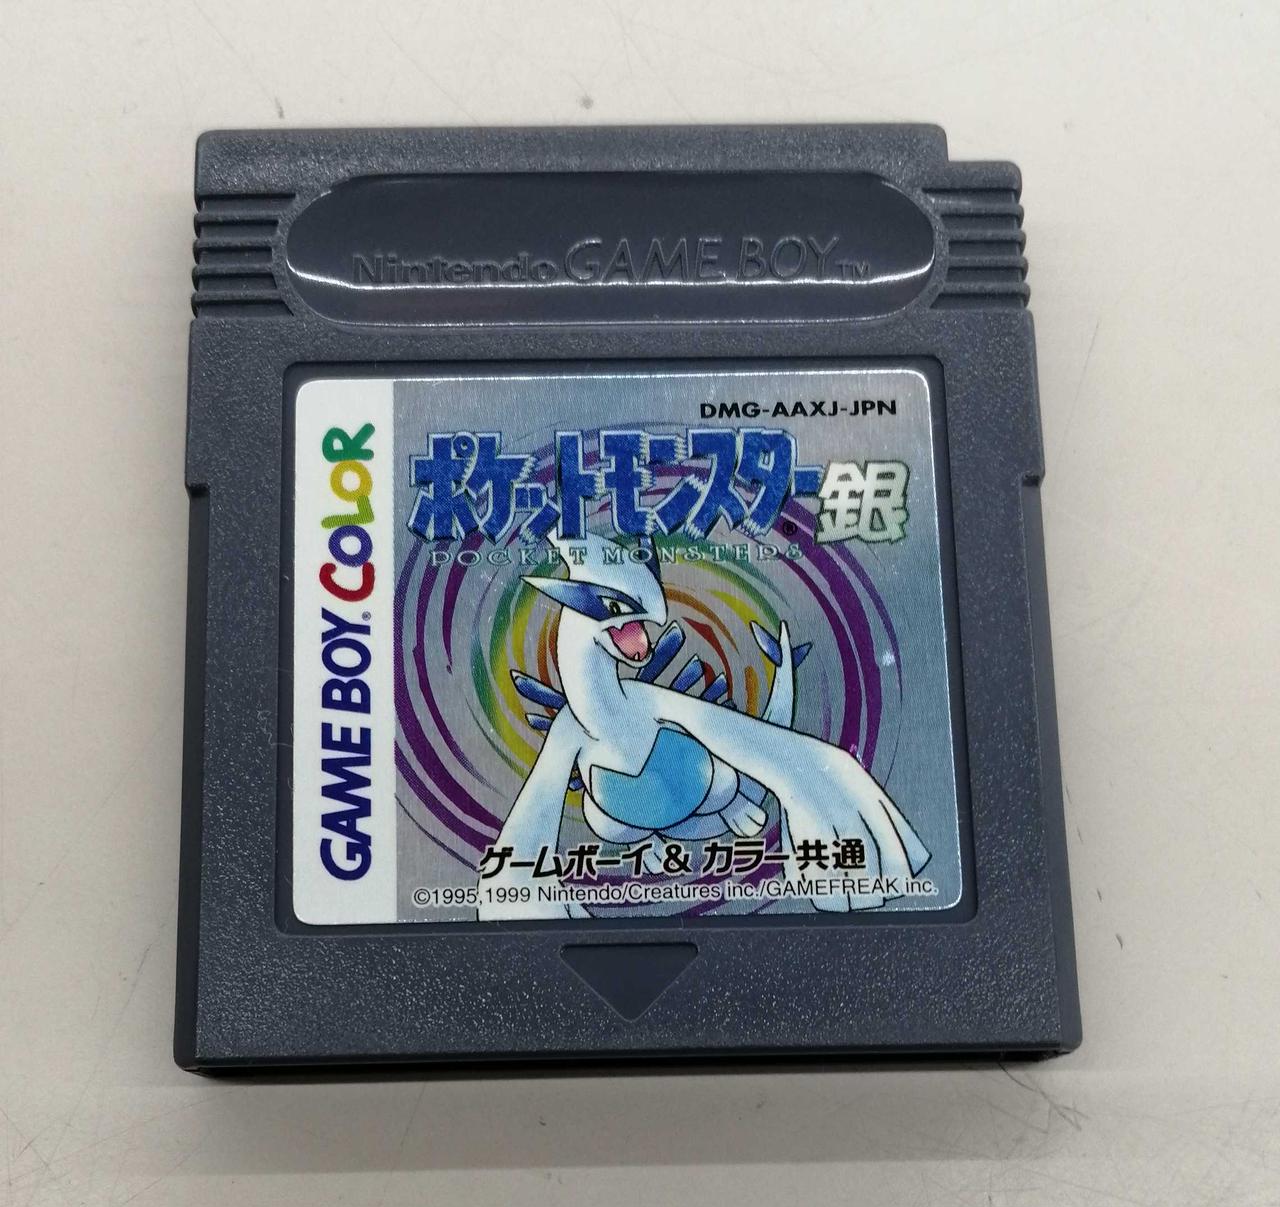 Nintendo GAME BOY™
DMG-AAXJ-JPN
ポケットモンスター®銀
POCKET MONSTERS
GAME BOY® COLOR
ゲームボーイ & カラー共通
©1995,1999 Nintendo/Creatures inc./GAMEFREAK inc.